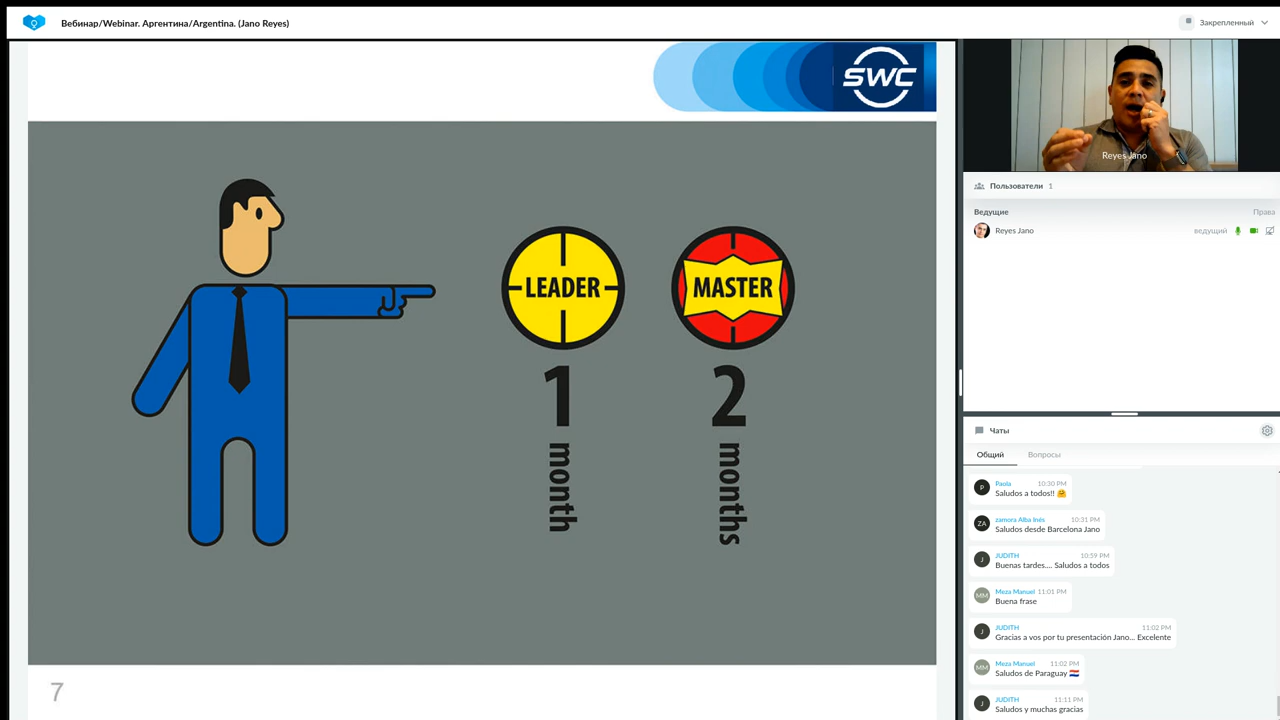 Вебинар/Webinar. Аргентина/Argentina. (Jano Reyes)
Закрепленный
SWC
LEADER
MASTER
1
month
2
months
7
Reyes Jano
Пользователи 1
Ведущие
Права
Reyes Jano
ведущий
Чаты
Общий
Вопросы
P
Paola 10:30 PM
Saludos a todos!! 🤗
ZA
zamora Alba Inés 10:31 PM
Saludos desde Barcelona Jano
J
JUDITH 10:59 PM
Buenas tardes.... Saludos a todos
MM
Meza Manuel 11:01 PM
Buena frase
J
JUDITH 11:02 PM
Gracias a vos por tu presentación Jano... Excelente
MM
Meza Manuel 11:02 PM
Saludos de Paraguay 🇵🇾
J
JUDITH 11:11 PM
Saludos y muchas gracias